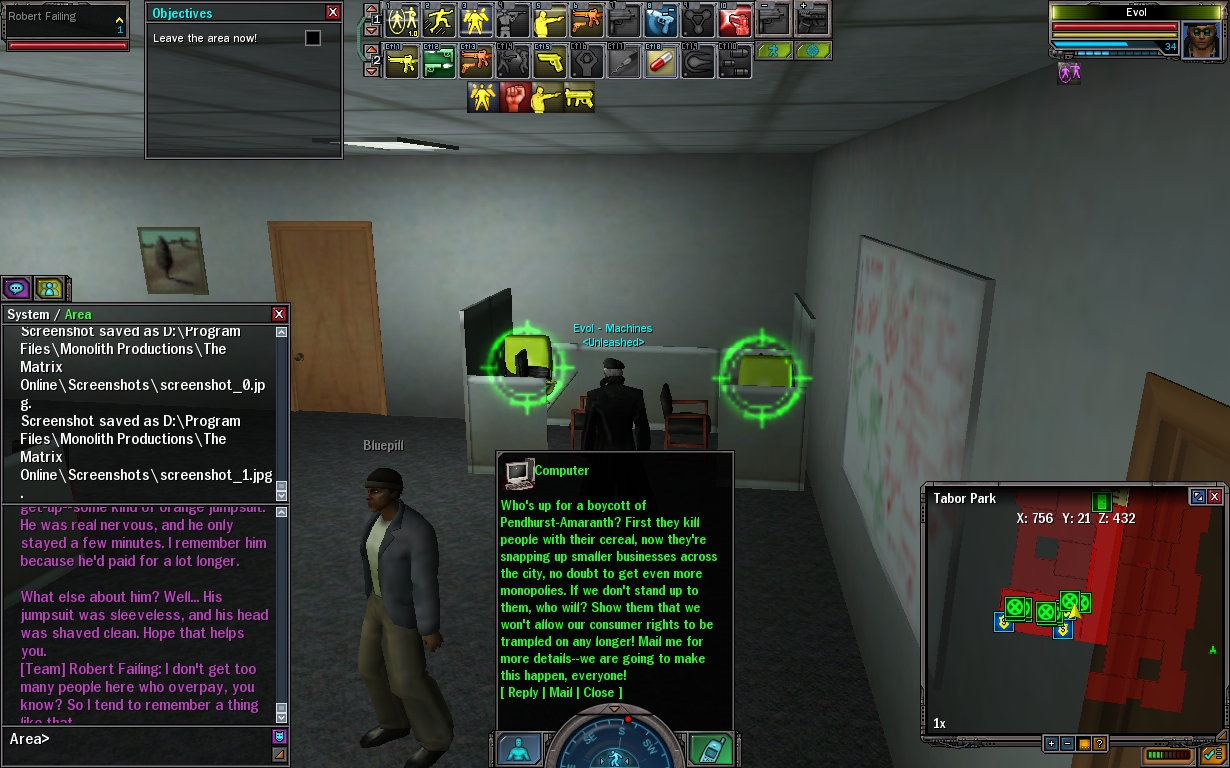 Robert Failing
1
Objectives
Leave the area now!
1
2
Evol
34
System / Area
Screenshot saved as D:\Program
Files\Monolith Productions\The
Matrix
Online\Screenshots\screenshot_0.jp
g.
Screenshot saved as D:\Program
Files\Monolith Productions\The
Matrix
Online\Screenshots\screenshot_1.jpg
.
get-up--some kind of orange jumpsuit.
He was real nervous, and he only
stayed a few minutes. I remember him
because he'd paid for a lot longer.
What else about him? Well... His
jumpsuit was sleeveless, and his head
was shaved clean. Hope that helps
you.
[Team] Robert Failing: I don't get too
many people here who overpay, you
know? So I tend to remember a thing
like that.
Area>
Evol - Machines
<Unleashed>
Bluepill
Computer
Who's up for a boycott of
Pendhurst-Amaranth? First they kill
people with their cereal, now they're
snapping up smaller businesses across
the city, no doubt to get even more
monopolies. If we don't stand up to
them, who will? Show them that we
won't allow our consumer rights to be
trampled on any longer! Mail me for
more details--we are going to make
this happen, everyone!
[ Reply | Mail | Close ]
SE S SW
Tabor Park
X: 756 Y: 21 Z: 432
1x